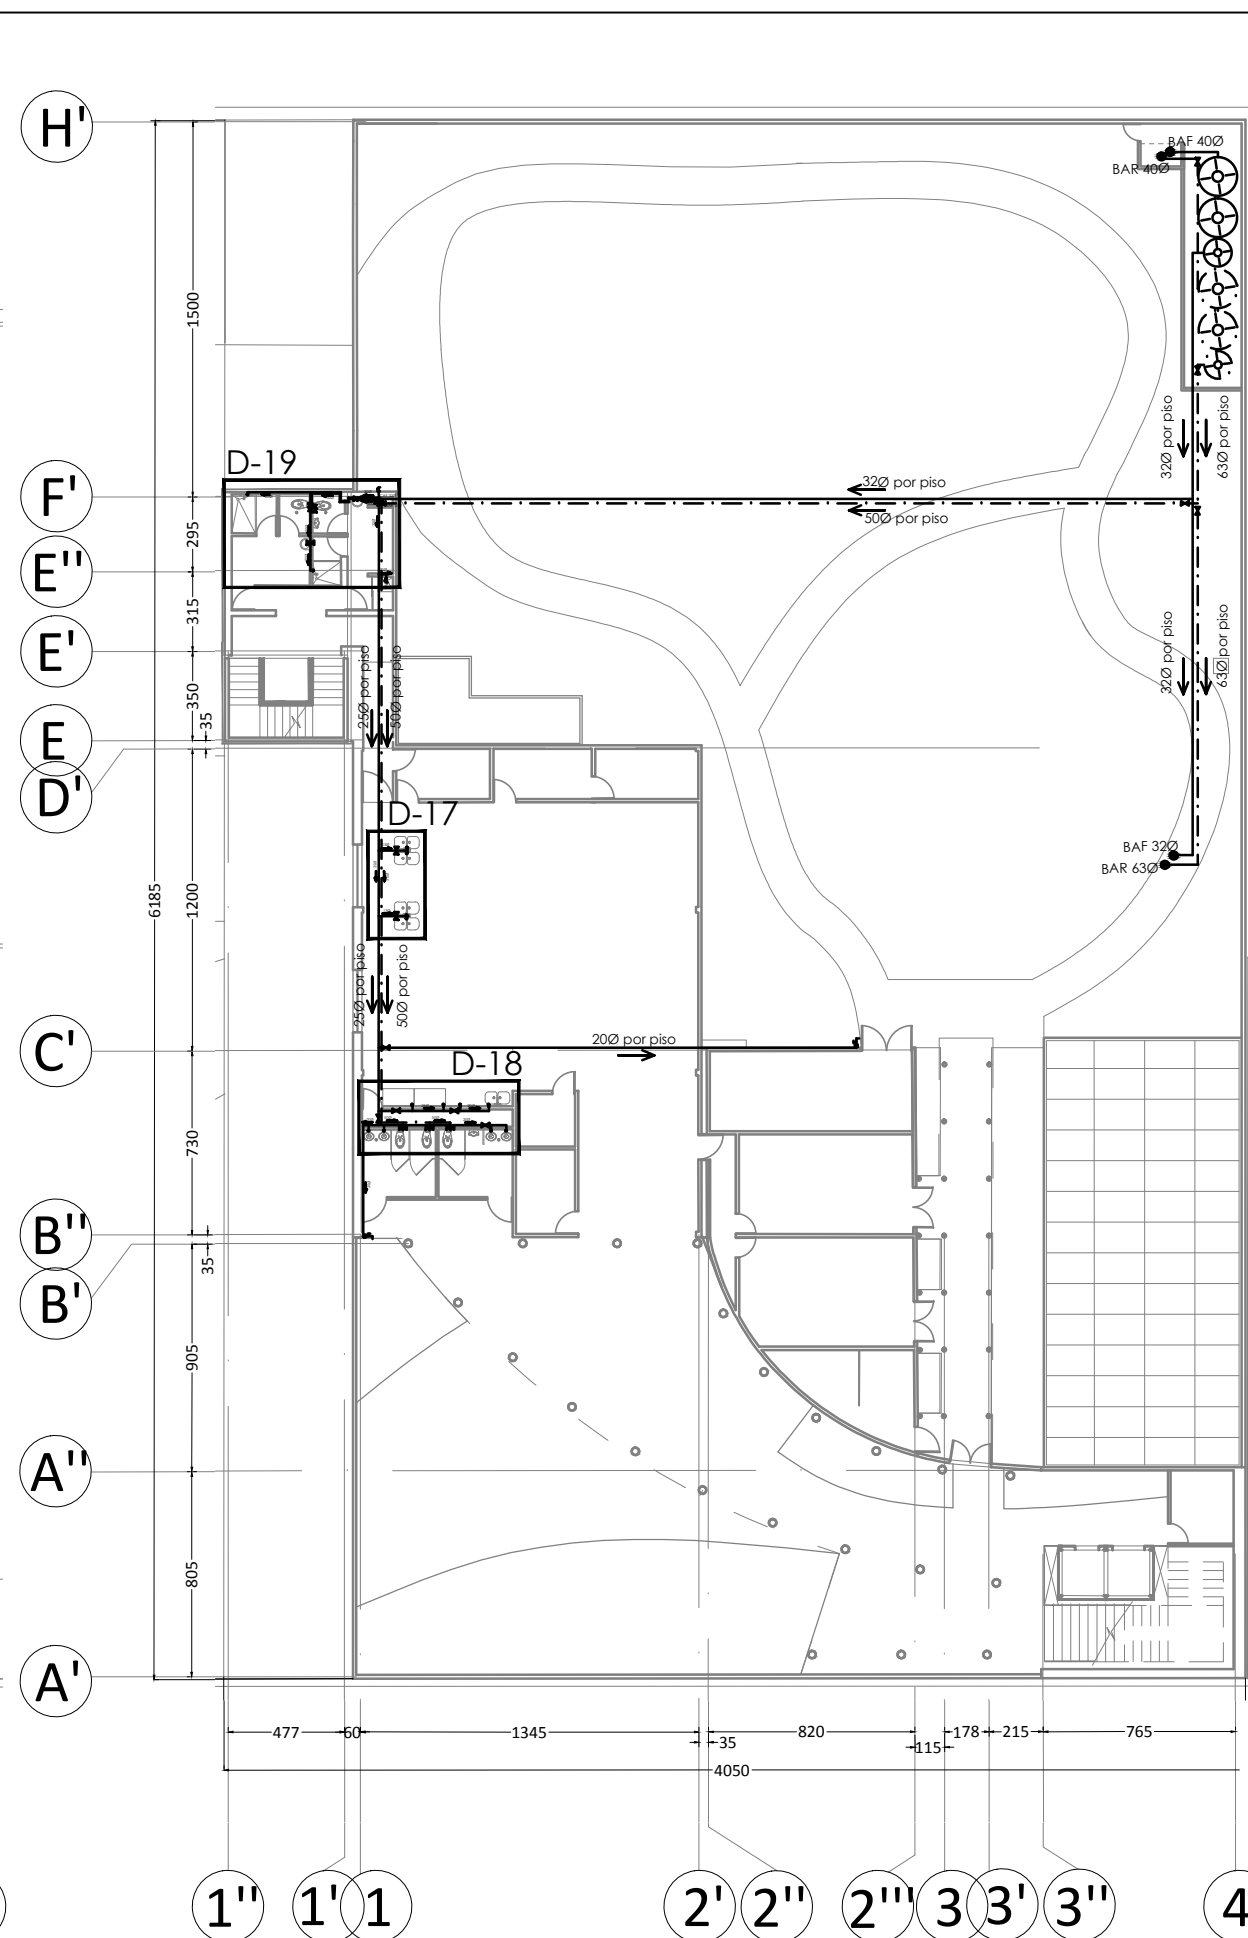 H'
BAF 40Ø
BAR 40Ø
1500
32Ø por piso
63Ø por piso
D-19
F'
32Ø por piso
50Ø por piso
295
E''
315
E'
32Ø por piso
63Ø por piso
25Ø por piso
50Ø por piso
350
35
E
D'
D-17
BAF 32Ø
BAR 63Ø
6185
1200
25Ø por piso
50Ø por piso
C'
20Ø por piso
D-18
730
B''
35
B'
905
A''
805
A'
477
60
1345
35
820
115
178
215
765
4050
1''
1'
1
2'
2''
2'''
3
3'
3''
4